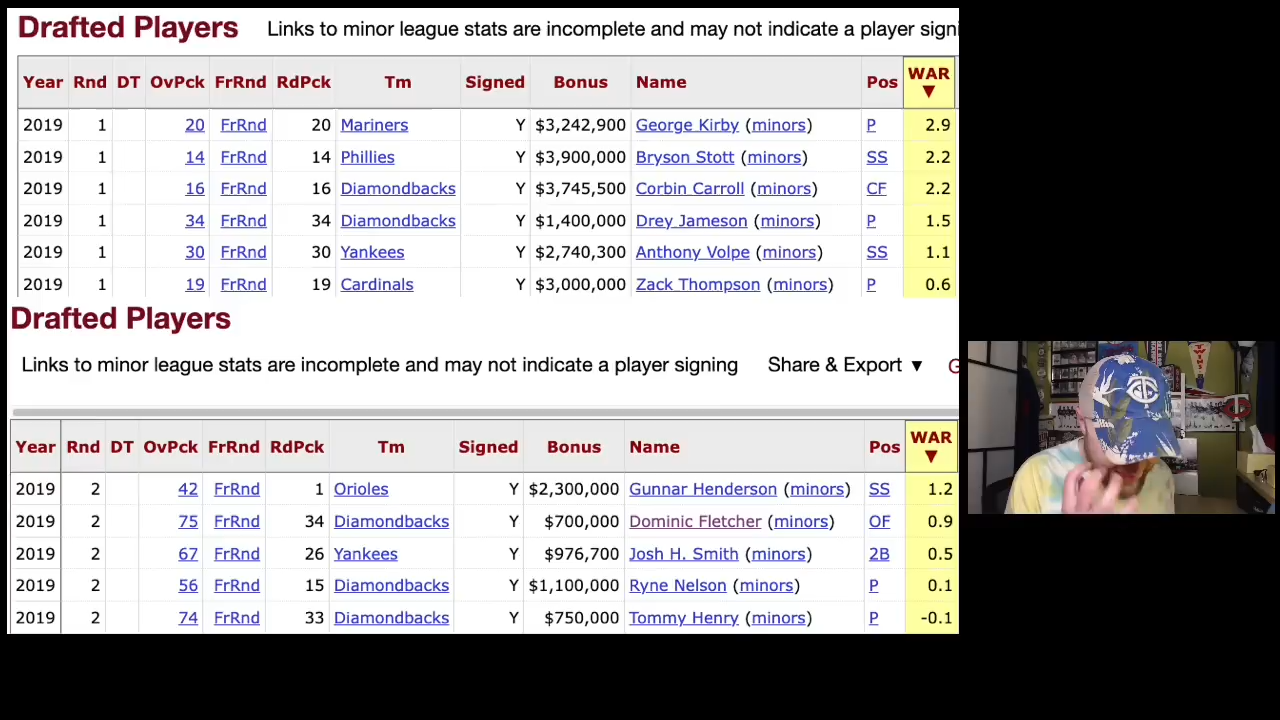 Drafted Players Links to minor league stats are incomplete and may not indicate a player signi
Year Rnd DT OvPck FrRnd RdPck Tm Signed Bonus Name Pos WAR ▼
2019 1 20 FrRnd 20 Mariners Y $3,242,900 George Kirby (minors) P 2.9
2019 1 14 FrRnd 14 Phillies Y $3,900,000 Bryson Stott (minors) SS 2.2
2019 1 16 FrRnd 16 Diamondbacks Y $3,745,500 Corbin Carroll (minors) CF 2.2
2019 1 34 FrRnd 34 Diamondbacks Y $1,400,000 Drey Jameson (minors) P 1.5
2019 1 30 FrRnd 30 Yankees Y $2,740,300 Anthony Volpe (minors) SS 1.1
2019 1 19 FrRnd 19 Cardinals Y $3,000,000 Zack Thompson (minors) P 0.6
Drafted Players
Links to minor league stats are incomplete and may not indicate a player signing Share & Export ▼ G
Year Rnd DT OvPck FrRnd RdPck Tm Signed Bonus Name Pos WAR ▼
2019 2 42 FrRnd 1 Orioles Y $2,300,000 Gunnar Henderson (minors) SS 1.2
2019 2 75 FrRnd 34 Diamondbacks Y $700,000 Dominic Fletcher (minors) OF 0.9
2019 2 67 FrRnd 26 Yankees Y $976,700 Josh H. Smith (minors) 2B 0.5
2019 2 56 FrRnd 15 Diamondbacks Y $1,100,000 Ryne Nelson (minors) P 0.1
2019 2 74 FrRnd 33 Diamondbacks Y $750,000 Tommy Henry (minors) P -0.1
TWINS